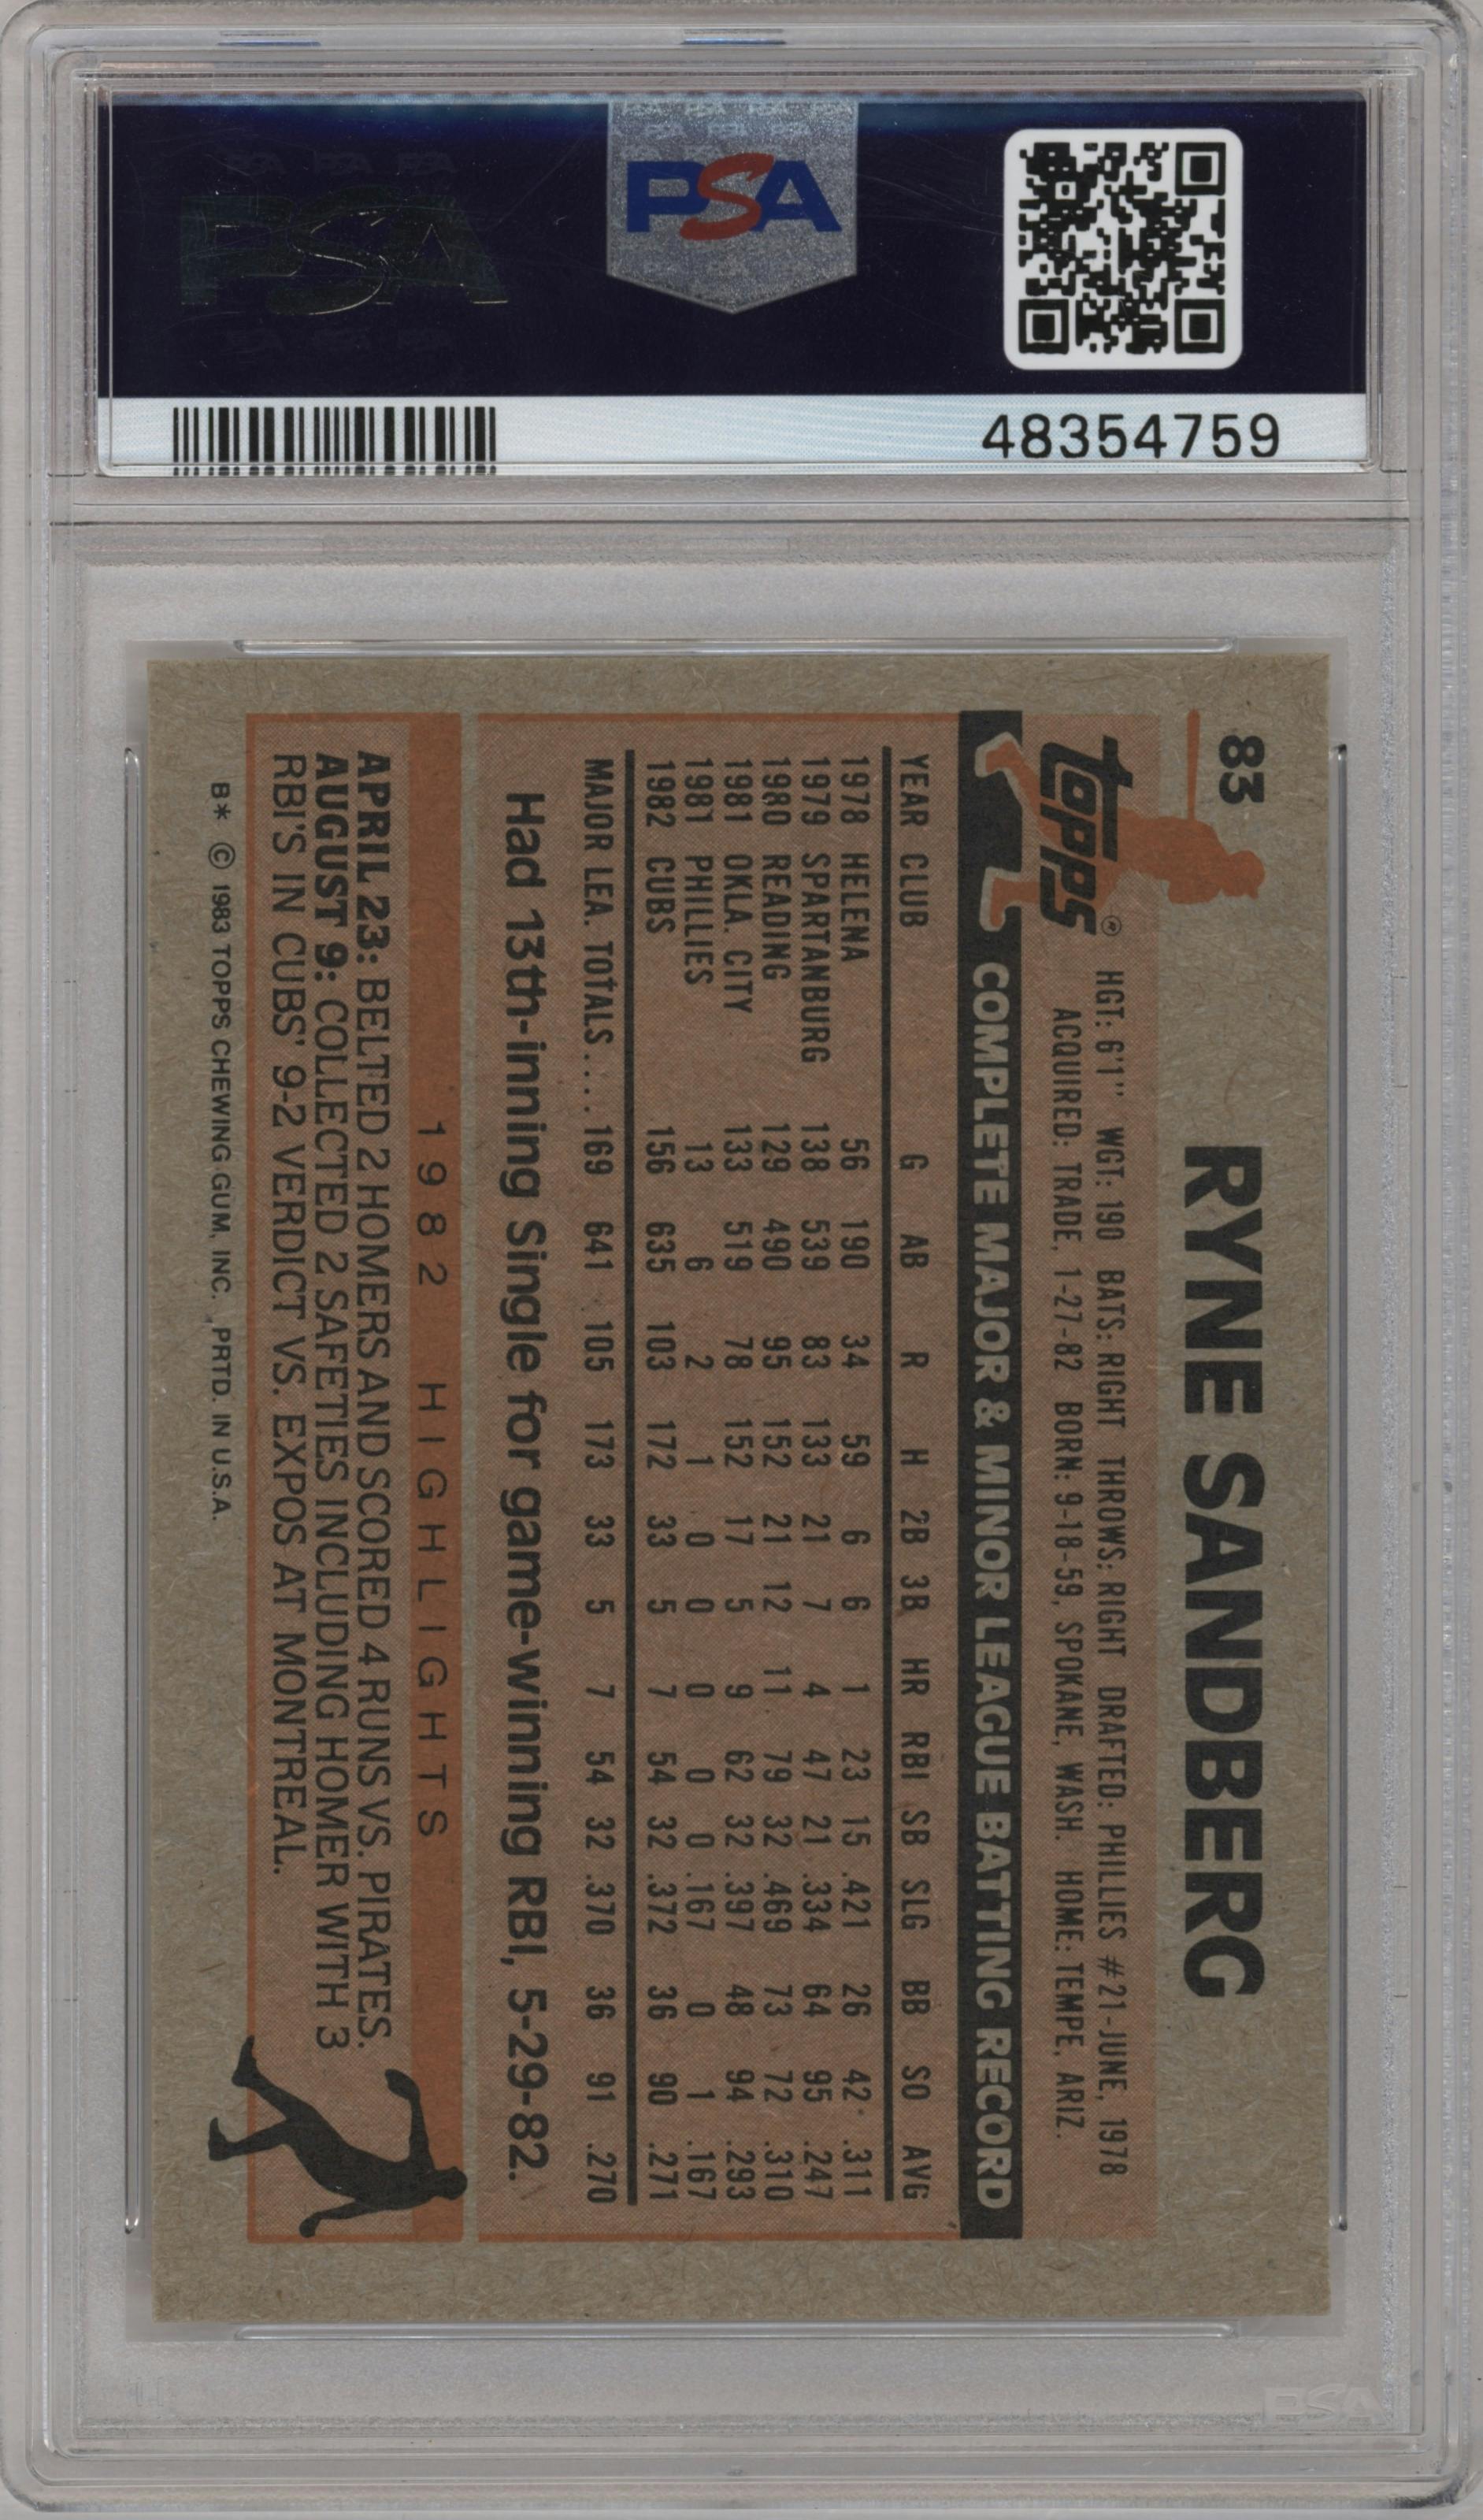 PSA
PSA
48354759
83
RYNE SANDBERG
topps®
HGT: 6'1" WGT: 190 BATS: RIGHT THROWS: RIGHT DRAFTED: PHILLIES #21-JUNE, 1978
ACQUIRED: TRADE, 1-27-82 BORN: 9-18-59, SPOKANE, WASH. HOME: TEMPE, ARIZ.
COMPLETE MAJOR & MINOR LEAGUE BATTING RECORD
YEAR CLUB G AB R H 2B 3B HR RBI SB SLG BB SO AVG
1978 HELENA 56 190 34 59 6 6 1 23 15 .421 26 42 .311
1979 SPARTANBURG 138 539 83 133 21 7 4 47 21 .334 64 95 .247
1980 READING 129 490 95 152 21 12 11 79 32 .469 73 72 .310
1981 OKLA. CITY 133 519 78 152 17 5 9 62 32 .397 48 94 .293
1981 PHILLIES 13 6 2 1 0 0 0 0 0 .167 0 1 .167
1982 CUBS 156 635 103 172 33 5 7 54 32 .372 36 90 .271
MAJOR LEA. TOTALS.... 169 641 105 173 33 5 7 54 32 .370 36 91 .270
Had 13th-inning Single for game-winning RBI, 5-29-82.
1982 HIGHLIGHTS
APRIL 23: BELTED 2 HOMERS AND SCORED 4 RUNS VS. PIRATES.
AUGUST 9: COLLECTED 2 SAFETIES INCLUDING HOMER WITH 3
RBI'S IN CUBS' 9-2 VERDICT VS. EXPOS AT MONTREAL.
B* © 1983 TOPPS CHEWING GUM, INC. PRTD. IN U.S.A.
PSA